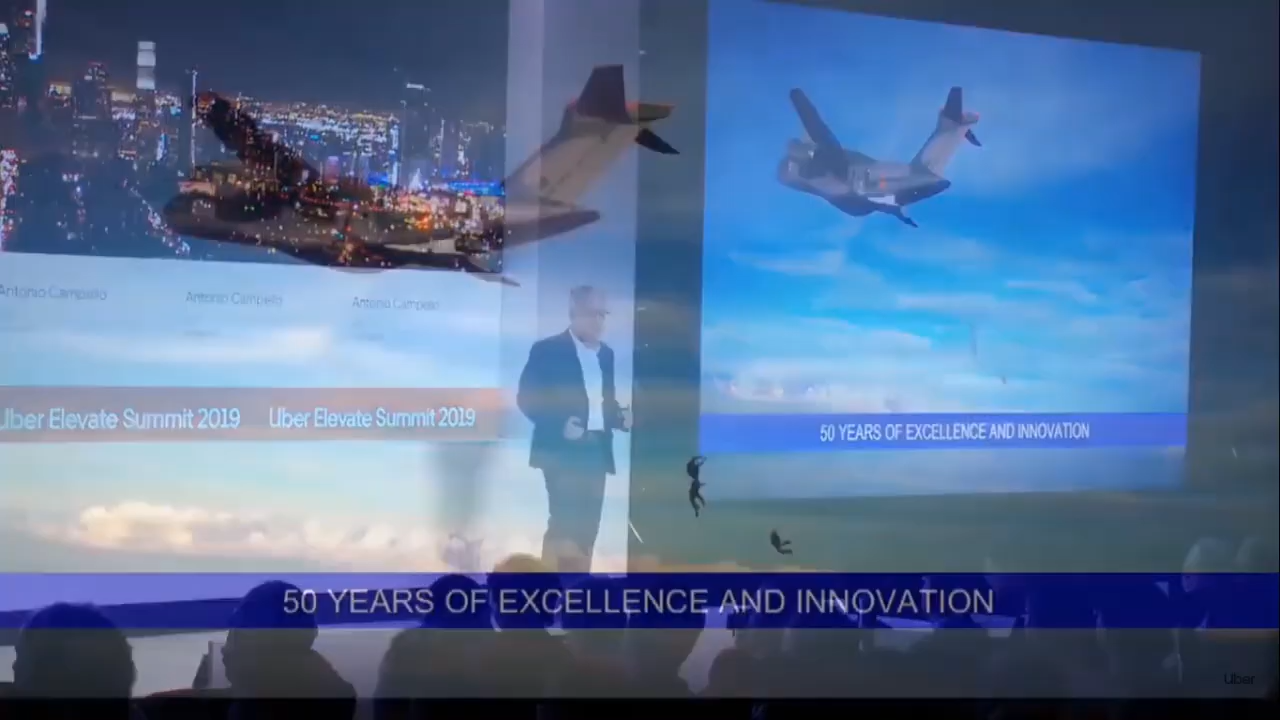 Antonio Campello Antonio Campello Antonio Campello
Uber Elevate Summit 2019 Uber Elevate Summit 2019
50 YEARS OF EXCELLENCE AND INNOVATION
50 YEARS OF EXCELLENCE AND INNOVATION
Uber